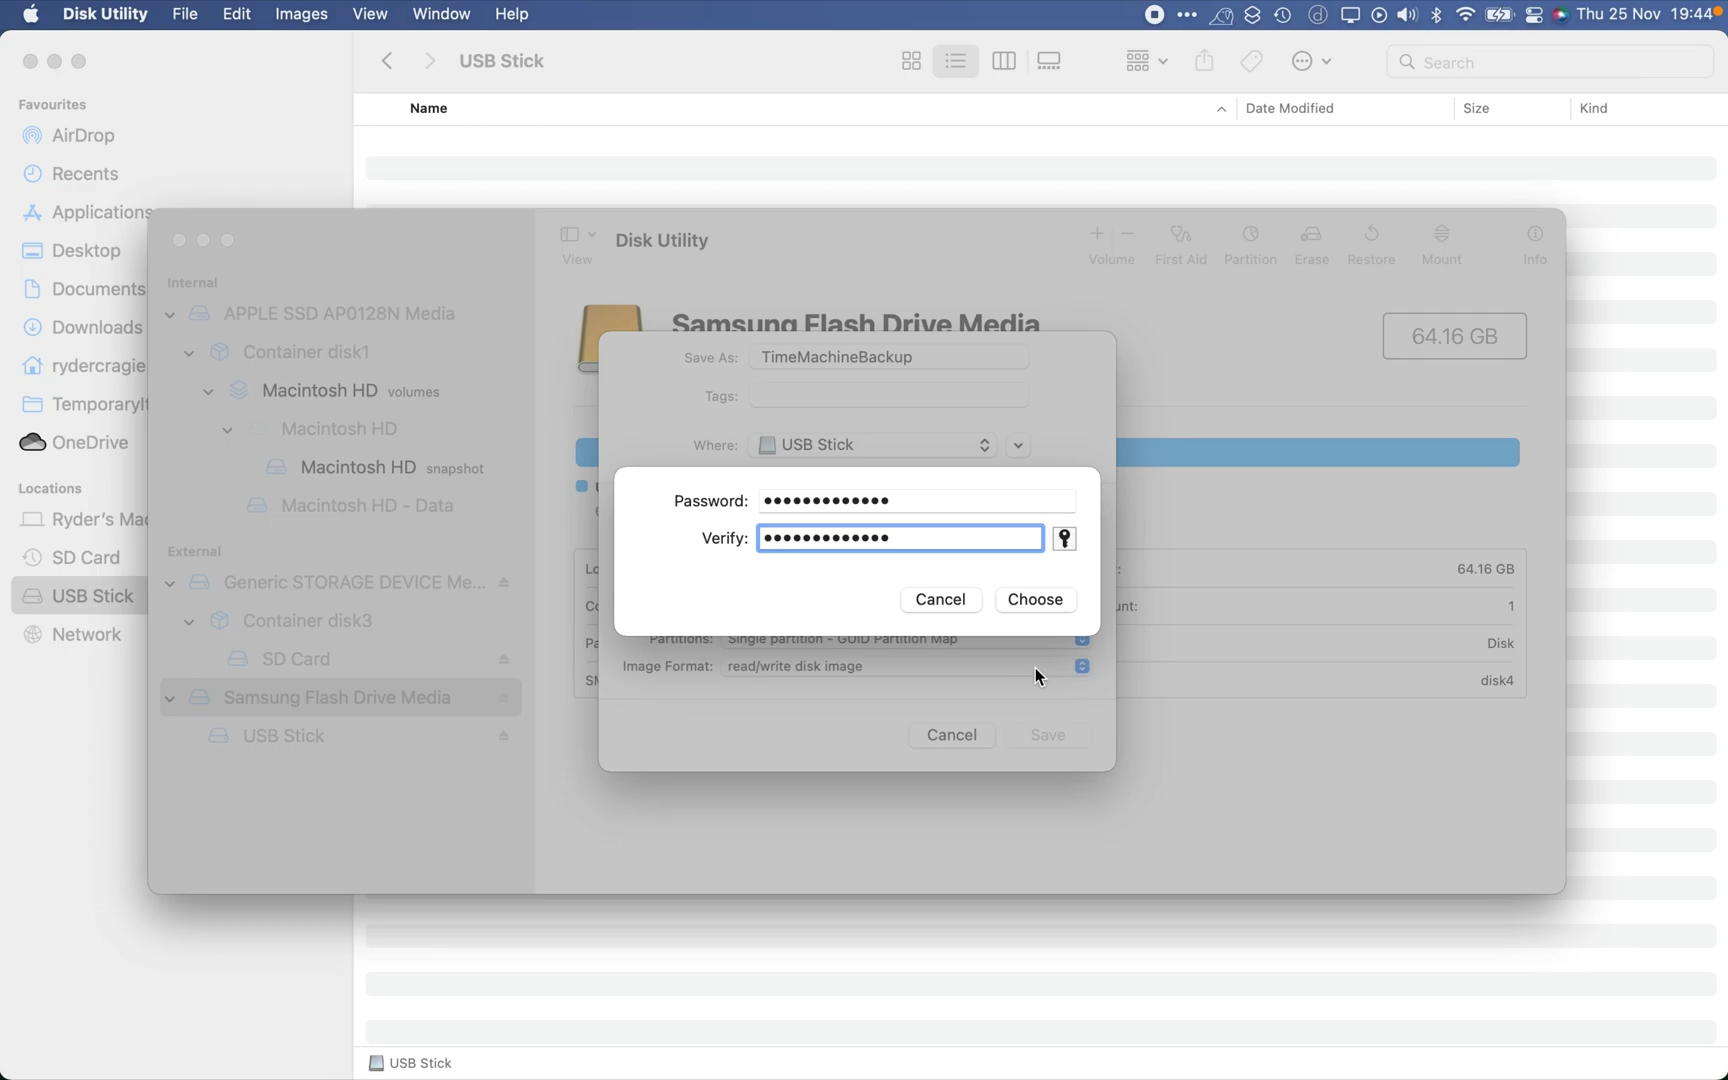 Disk Utility File Edit Images View Window Help Thu 25 Nov 19:44
USB Stick Search
Favourites
AirDrop
Recents
Applications
Desktop
Documents
Downloads
rydercragie
OneDrive
Locations
Ryder's Mac
SD Card
USB Stick
Network
Name Date Modified Size Kind
Internal
APPLE SSD AP0128N Media
Container disk1
Macintosh HD volumes
Macintosh HD
Macintosh HD snapshot
Macintosh HD - Data
External
Generic STORAGE DEVICE Me...
Container disk3
SD Card
Samsung Flash Drive Media
USB Stick
View Disk Utility Volume First Aid Partition Erase Restore Mount Info
Samsung Flash Drive Media 64.16 GB
Save As: TimeMachineBackup
Tags:
Where: USB Stick
Password: •••••••••••••
Verify: •••••••••••••
Cancel Choose
Partitions: Single partition - GUID Partition Map
Image Format: read/write disk image
Cancel Save
64.16 GB
1
Disk
disk4
USB Stick